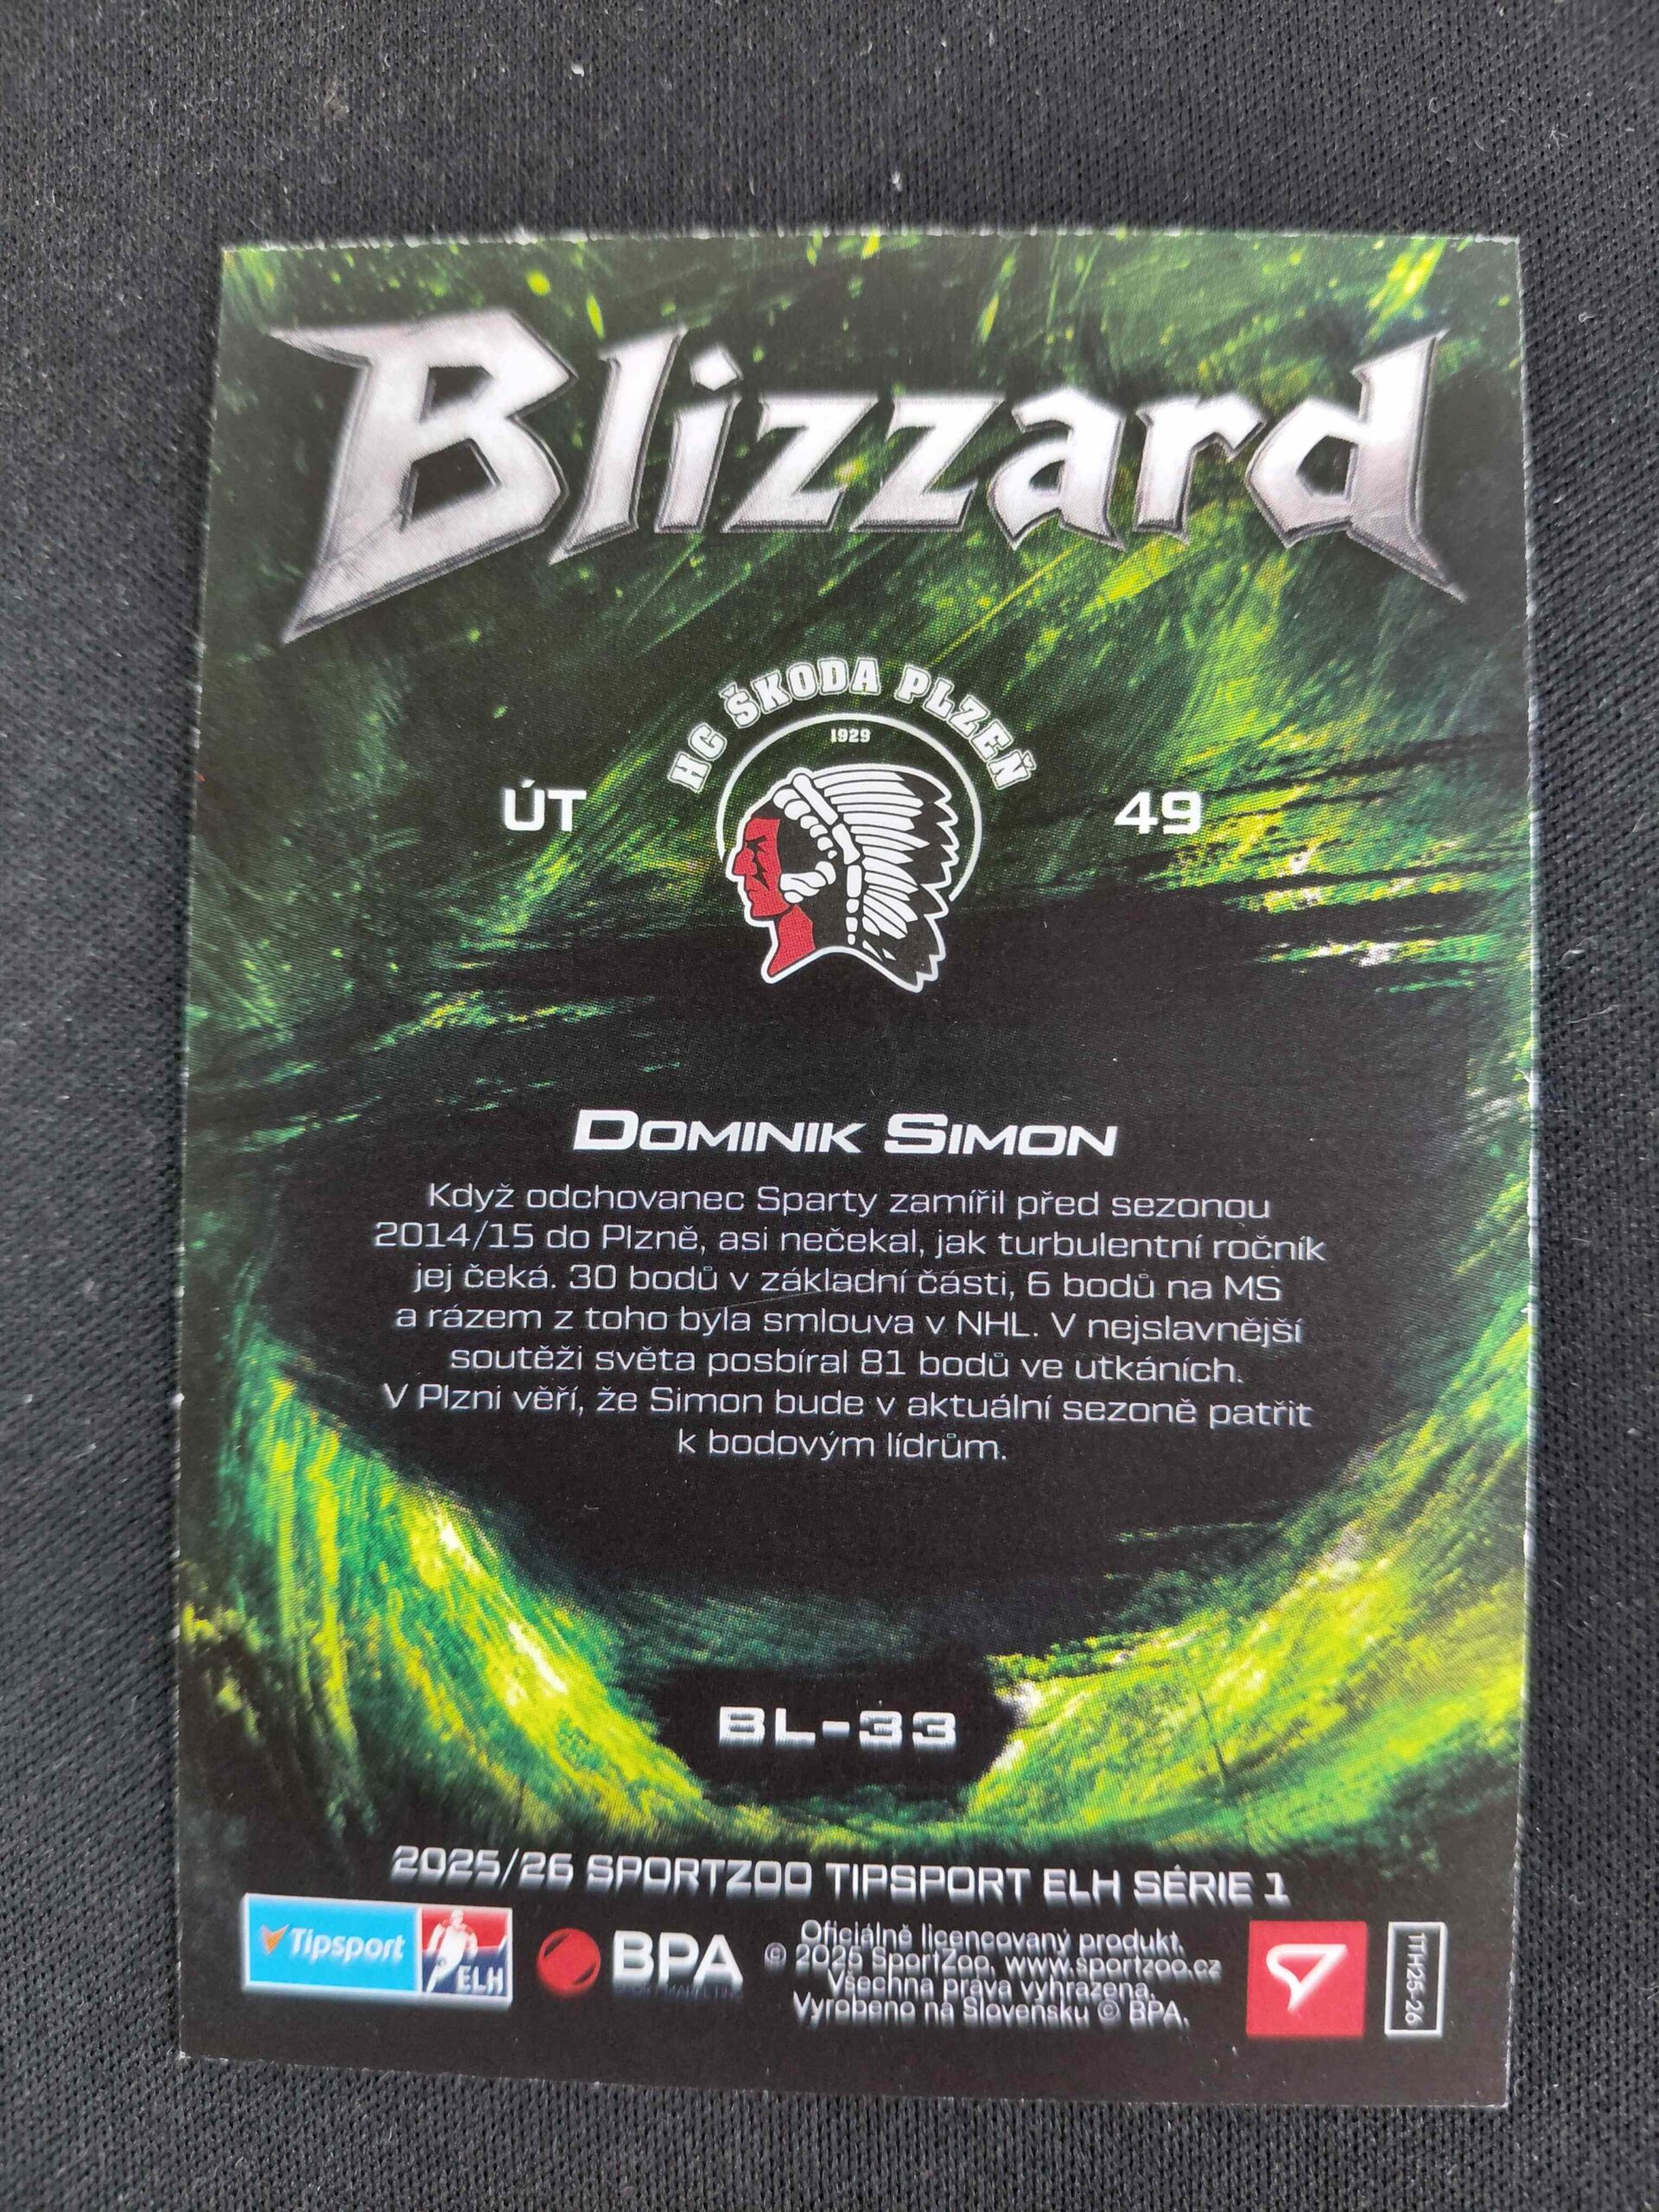 Blizzard
HC ŠKODA PLZEŇ
1929
ÚT
49
DOMINIK SIMON
Když odchovanec Sparty zamířil před sezonou
2014/15 do Plzně, asi nečekal, jak turbulentní ročník
jej čeká. 30 bodů v základní části, 6 bodů na MS
a rázem z toho byla smlouva v NHL. V nejslavnější
soutěži světa posbíral 81 bodů ve utkáních.
V Plzni věří, že Simon bude v aktuální sezoně patřit
k bodovým lídrům.
BL-33
2025/26 SPORTZOO TIPSPORT ELH SÉRIE 1
Tipsport
ELH
BPA
Oficiálně licencovaný produkt.
© 2025 SportZoo, www.sportzoo.cz
Všechna práva vyhrazena.
Vyrobeno na Slovensku © BPA.
TTH25-26